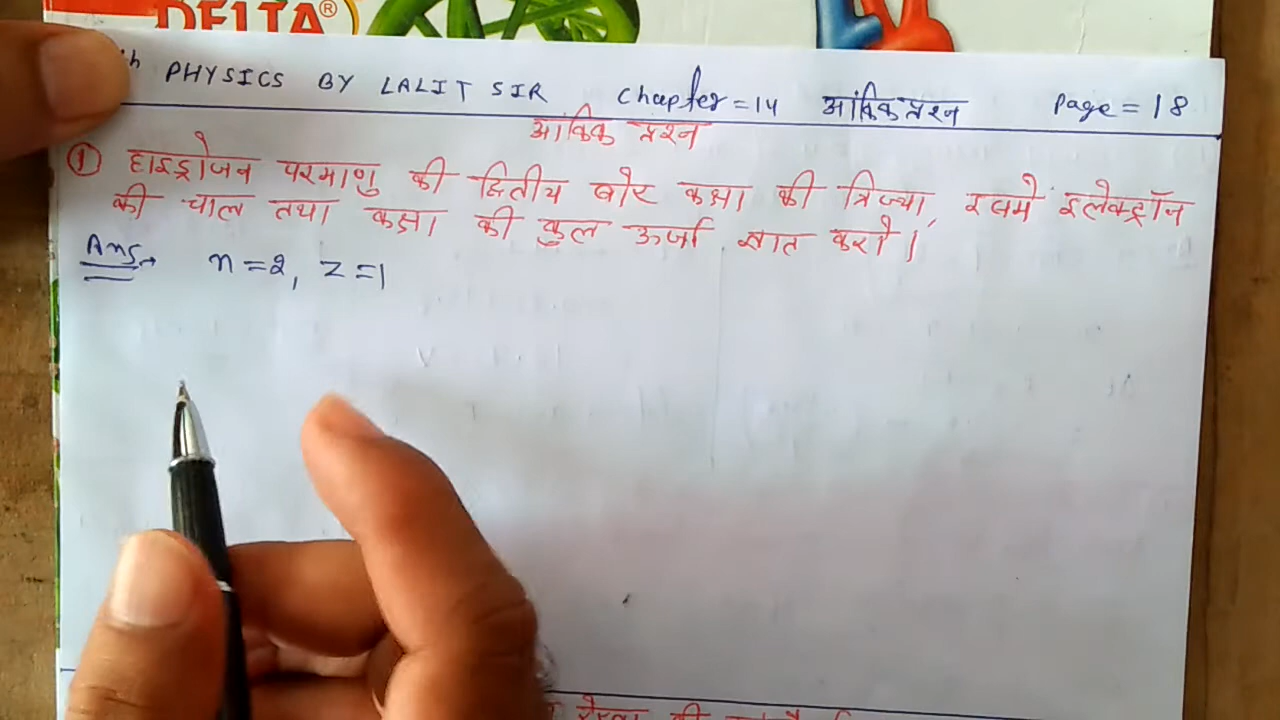 DELTA®
PHYSICS BY LALIT SIR Chapter = 14 आंकिक प्रश्न Page = 18
आंकिक प्रश्न
① हाइड्रोजन परमाणु की द्वितीय बोर कक्षा की त्रिज्या, इसमें इलेक्ट्रॉन
की चाल तथा कक्षा की कुल ऊर्जा ज्ञात करो।
Ans→ n=2, z=1